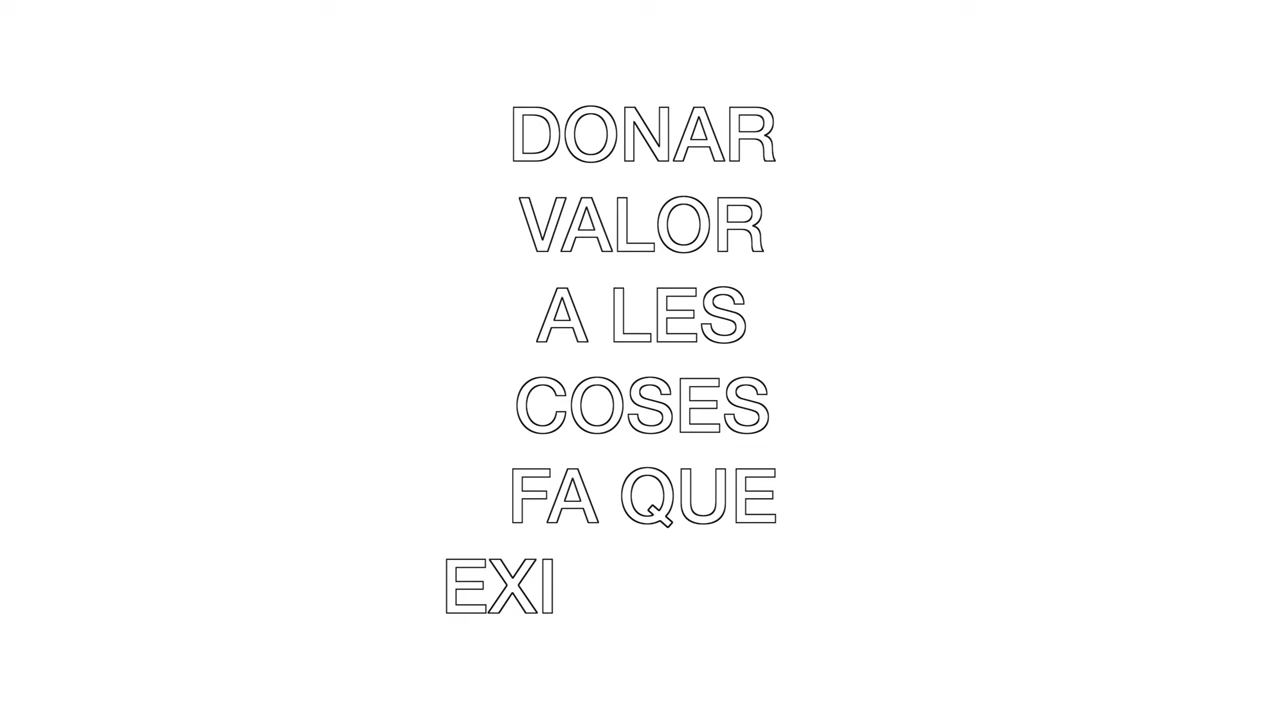 DONAR
VALOR
A LES
COSES
FA QUE
EXI